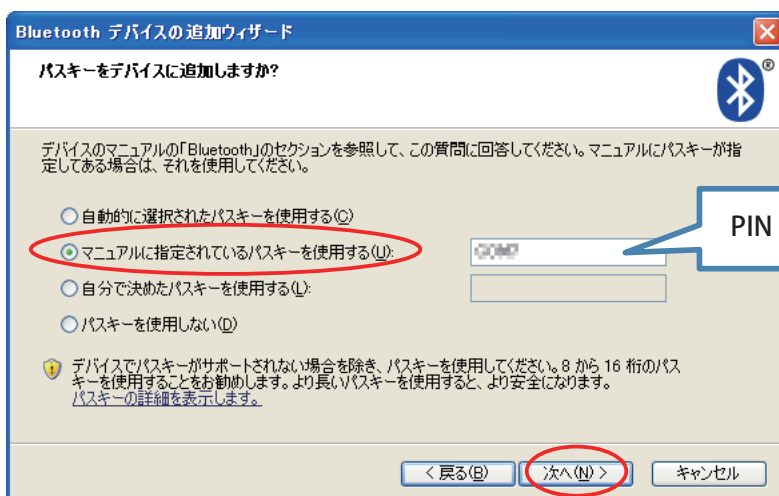 Bluetooth デバイスの追加ウィザード
パスキーをデバイスに追加しますか?
®
デバイスのマニュアルの「Bluetooth」のセクションを参照して、この質問に回答してください。マニュアルにパスキーが指
定してある場合は、それを使用してください。
自動的に選択されたパスキーを使用する(C)
マニュアルに指定されているパスキーを使用する(U):
PIN
自分で決めたパスキーを使用する(L):
パスキーを使用しない(D)
デバイスでパスキーがサポートされない場合を除き、パスキーを使用してください。8 から 16 桁のパス
キーを使用することをお勧めします。より長いパスキーを使用すると、より安全になります。
パスキーの詳細を表示します。
< 戻る(B) 次へ(N) > キャンセル